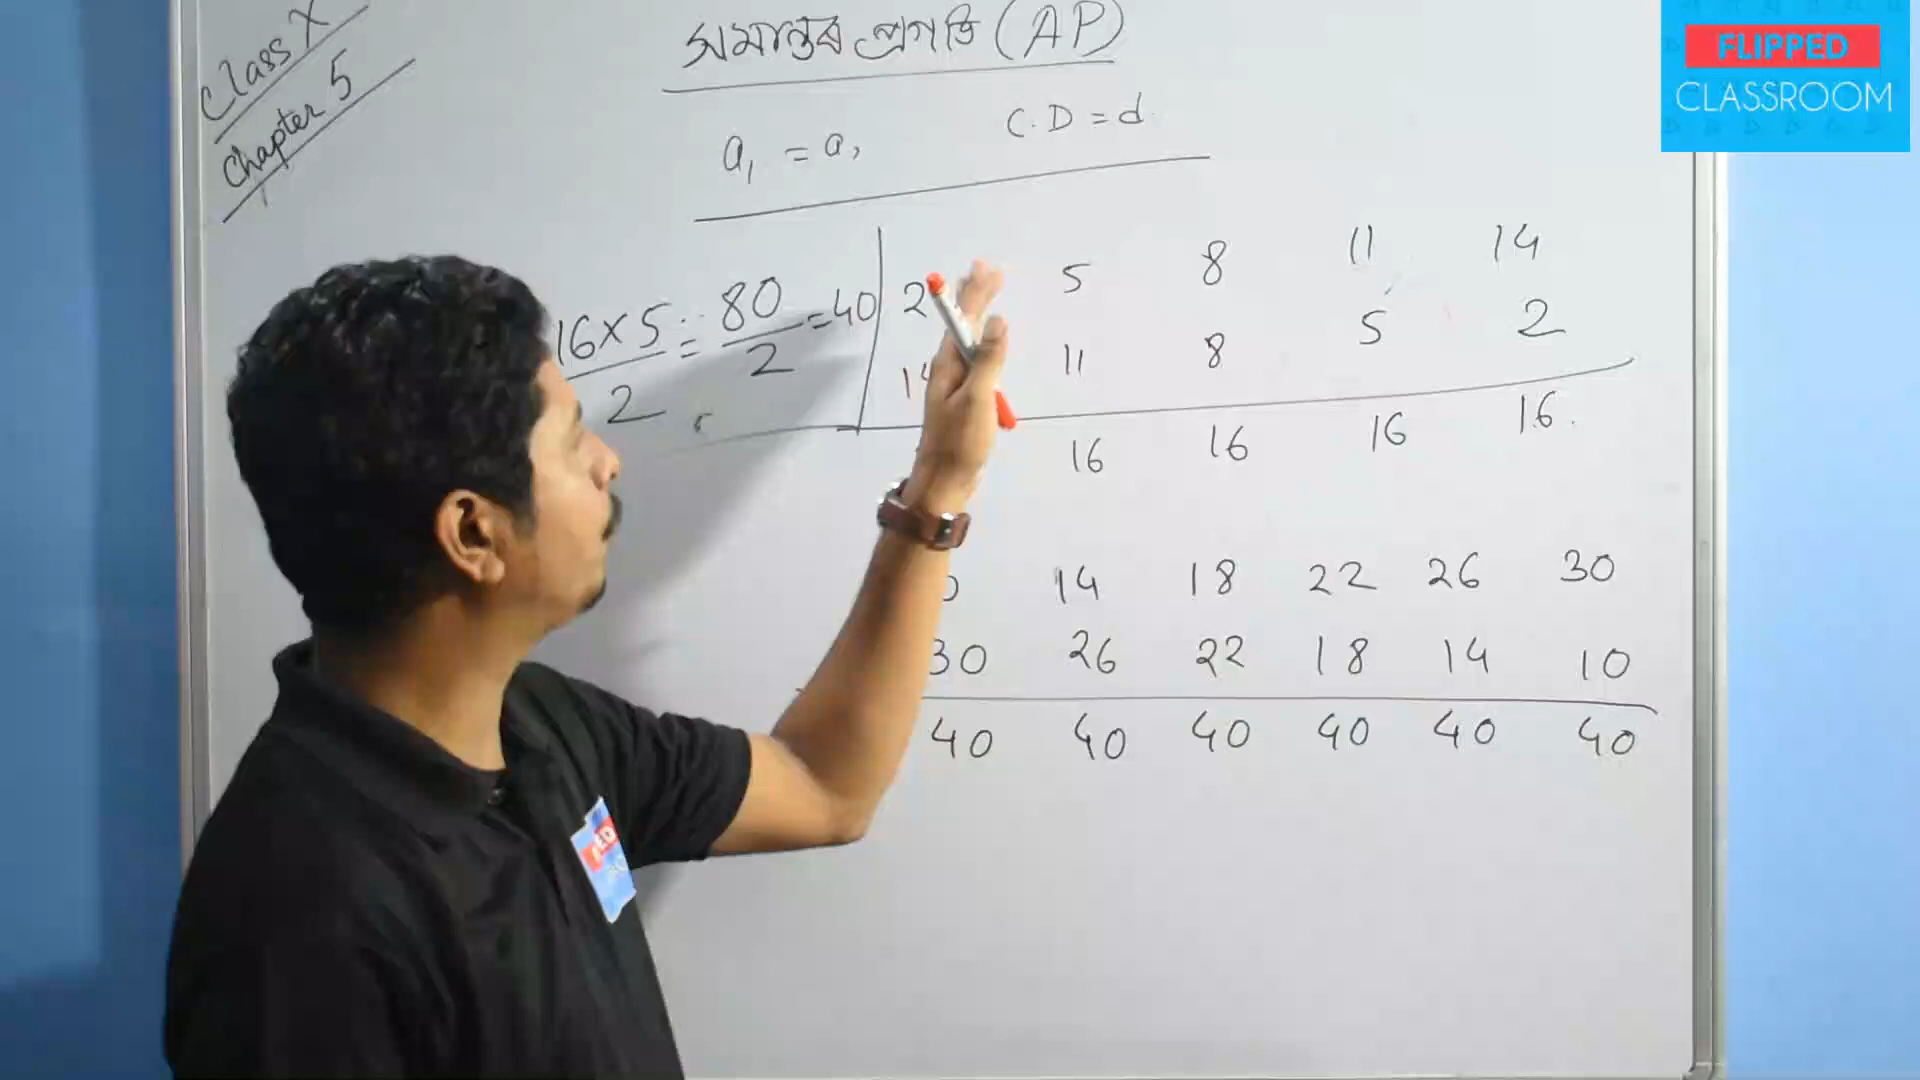 Class X
Chapter 5
সমান্তৰ প্ৰগতি (AP)
a₁ = a, C.D = d
FLIPPED
CLASSROOM
16×5/2 = 80/2 = 40
2 5 8 11 14
14 11 8 5 2
16 16 16 16.
14 18 22 26 30
30 26 22 18 14 10
40 40 40 40 40 40